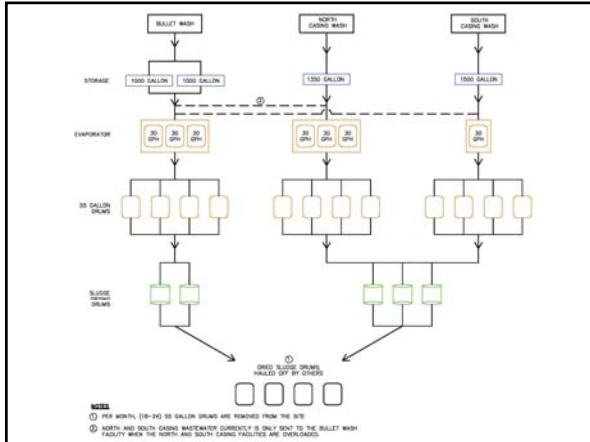 BULLET WASH
NORTH
CASING WASH
SOUTH
CASING WASH
STORAGE
1000 GALLON
1000 GALLON
1350 GALLON
1500 GALLON
②
EVAPORATOR
30
GPH
30
GPH
30
GPH
30
GPH
30
GPH
30
GPH
30
GPH
55 GALLON
DRUMS
SLUDGE
DRUMS
①
DRIED SLUDGE DRUMS,
HAULED OFF BY OTHERS
NOTES
① PER MONTH, (18-24) 55 GALLON DRUMS ARE REMOVED FROM THE SITE
② NORTH AND SOUTH CASING WASTEWATER CURRENTLY IS ONLY SENT TO THE BULLET WASH
FACILITY WHEN THE NORTH AND SOUTH CASING FACILITIES ARE OVERLOADED.